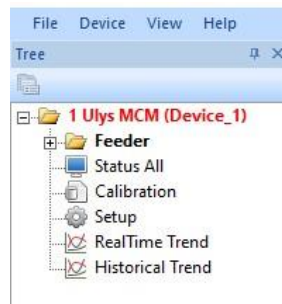 File Device View Help
Tree
1 Ulys MCM (Device_1)
Feeder
Status All
Calibration
Setup
RealTime Trend
Historical Trend